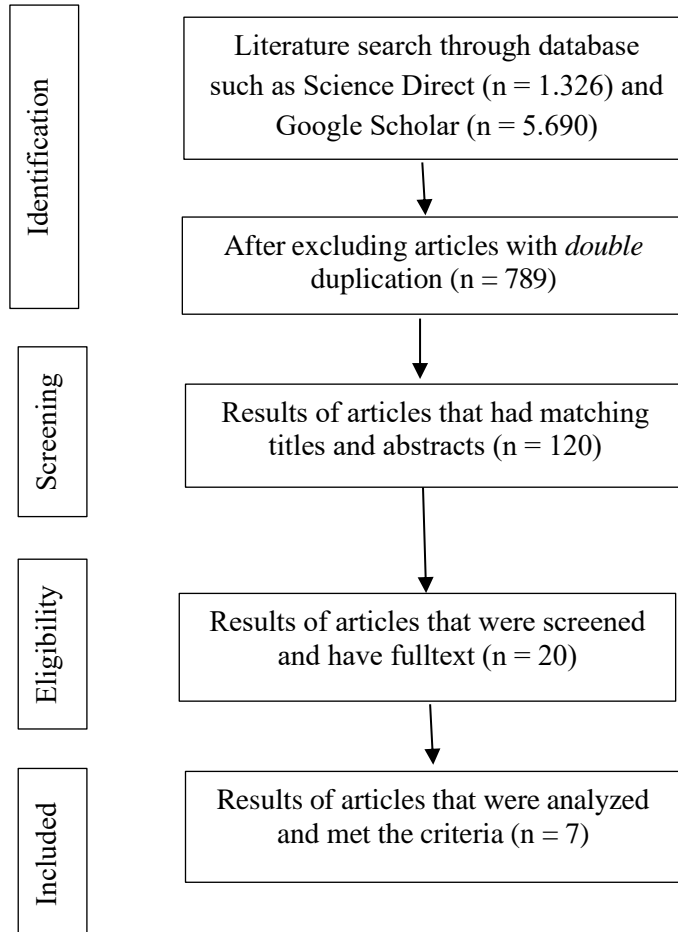 Identification
Literature search through database
such as Science Direct (n = 1.326) and
Google Scholar (n = 5.690)
After excluding articles with double
duplication (n = 789)
Screening
Results of articles that had matching
titles and abstracts (n = 120)
Eligibility
Results of articles that were screened
and have fulltext (n = 20)
Included
Results of articles that were analyzed
and met the criteria (n = 7)